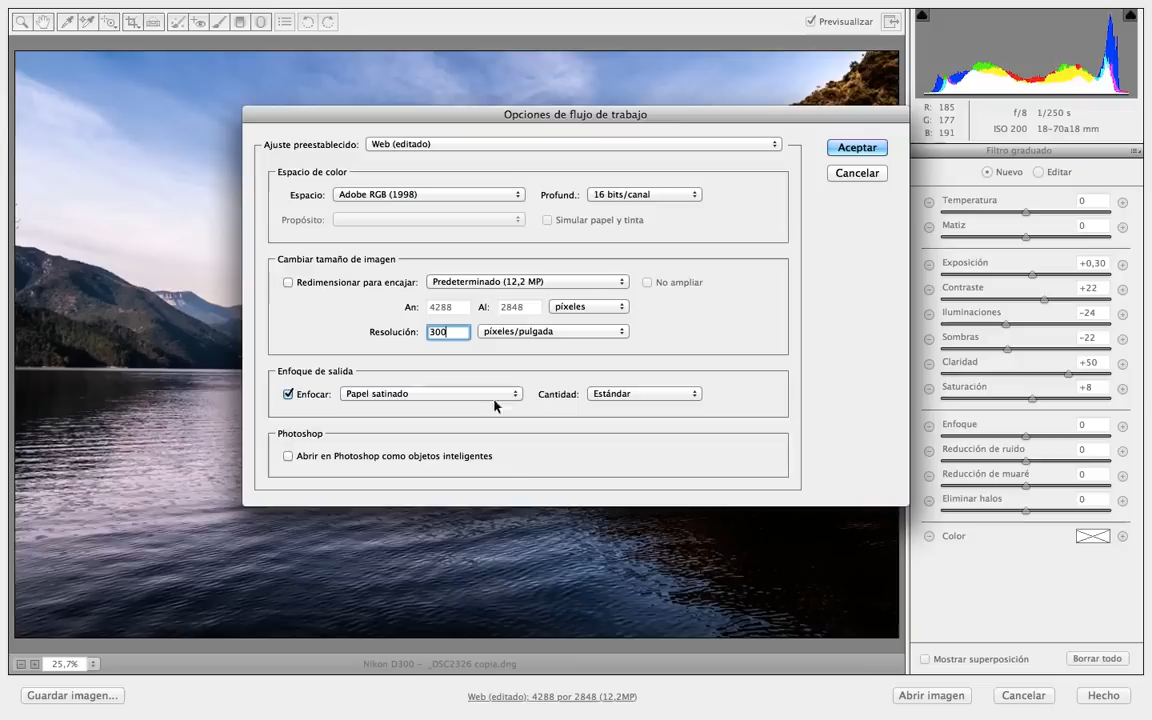 Previsualizar
R: 185
G: 177
B: 191
f/8 1/250 s
ISO 200 18-70a18 mm
Filtro graduado
Nuevo Editar
Temperatura 0
Matiz 0
Exposición +0,30
Contraste +22
Iluminaciones -24
Sombras -22
Claridad +50
Saturación +8
Enfoque 0
Reducción de ruido 0
Reducción de muaré 0
Eliminar halos 0
Color
Mostrar superposición Borrar todo
Opciones de flujo de trabajo
Ajuste preestablecido: Web (editado)
Aceptar
Cancelar
Espacio de color
Espacio: Adobe RGB (1998) Profund.: 16 bits/canal
Propósito: Simular papel y tinta
Cambiar tamaño de imagen
Redimensionar para encajar: Predeterminado (12,2 MP) No ampliar
An: 4288 Al: 2848 píxeles
Resolución: 300 píxeles/pulgada
Enfoque de salida
Enfocar: Papel satinado Cantidad: Estándar
Photoshop
Abrir en Photoshop como objetos inteligentes
25,7% Nikon D300 – _DSC2326 copia.dng
Guardar imagen... Web (editado); 4288 por 2848 (12,2MP) Abrir imagen Cancelar Hecho